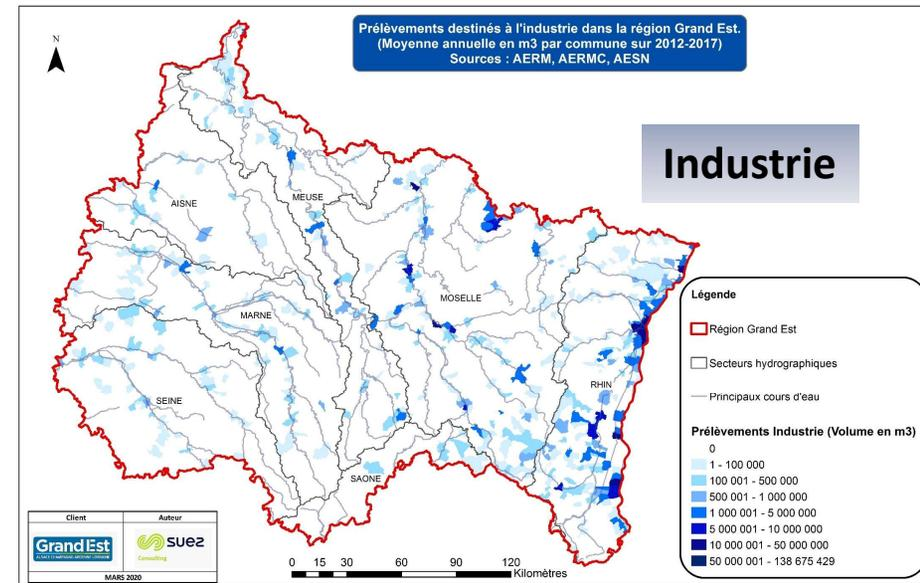 Prélèvements destinés à l'industrie dans la région Grand Est.
(Moyenne annuelle en m3 par commune sur 2012-2017)
Sources : AERM, AERMC, AESN
N
Industrie
AISNE
MEUSE
MOSELLE
MARNE
RHIN
SEINE
SAONE
Légende
Région Grand Est
Secteurs hydrographiques
Principaux cours d'eau
Prélèvements Industrie (Volume en m3)
0
1 - 100 000
100 001 - 500 000
500 001 - 1 000 000
1 000 001 - 5 000 000
5 000 001 - 10 000 000
10 000 001 - 50 000 000
50 000 001 - 138 675 429
Client Auteur
Grand Est
suez
Consulting
MARS 2020
0 15 30 60 90 120
Kilomètres